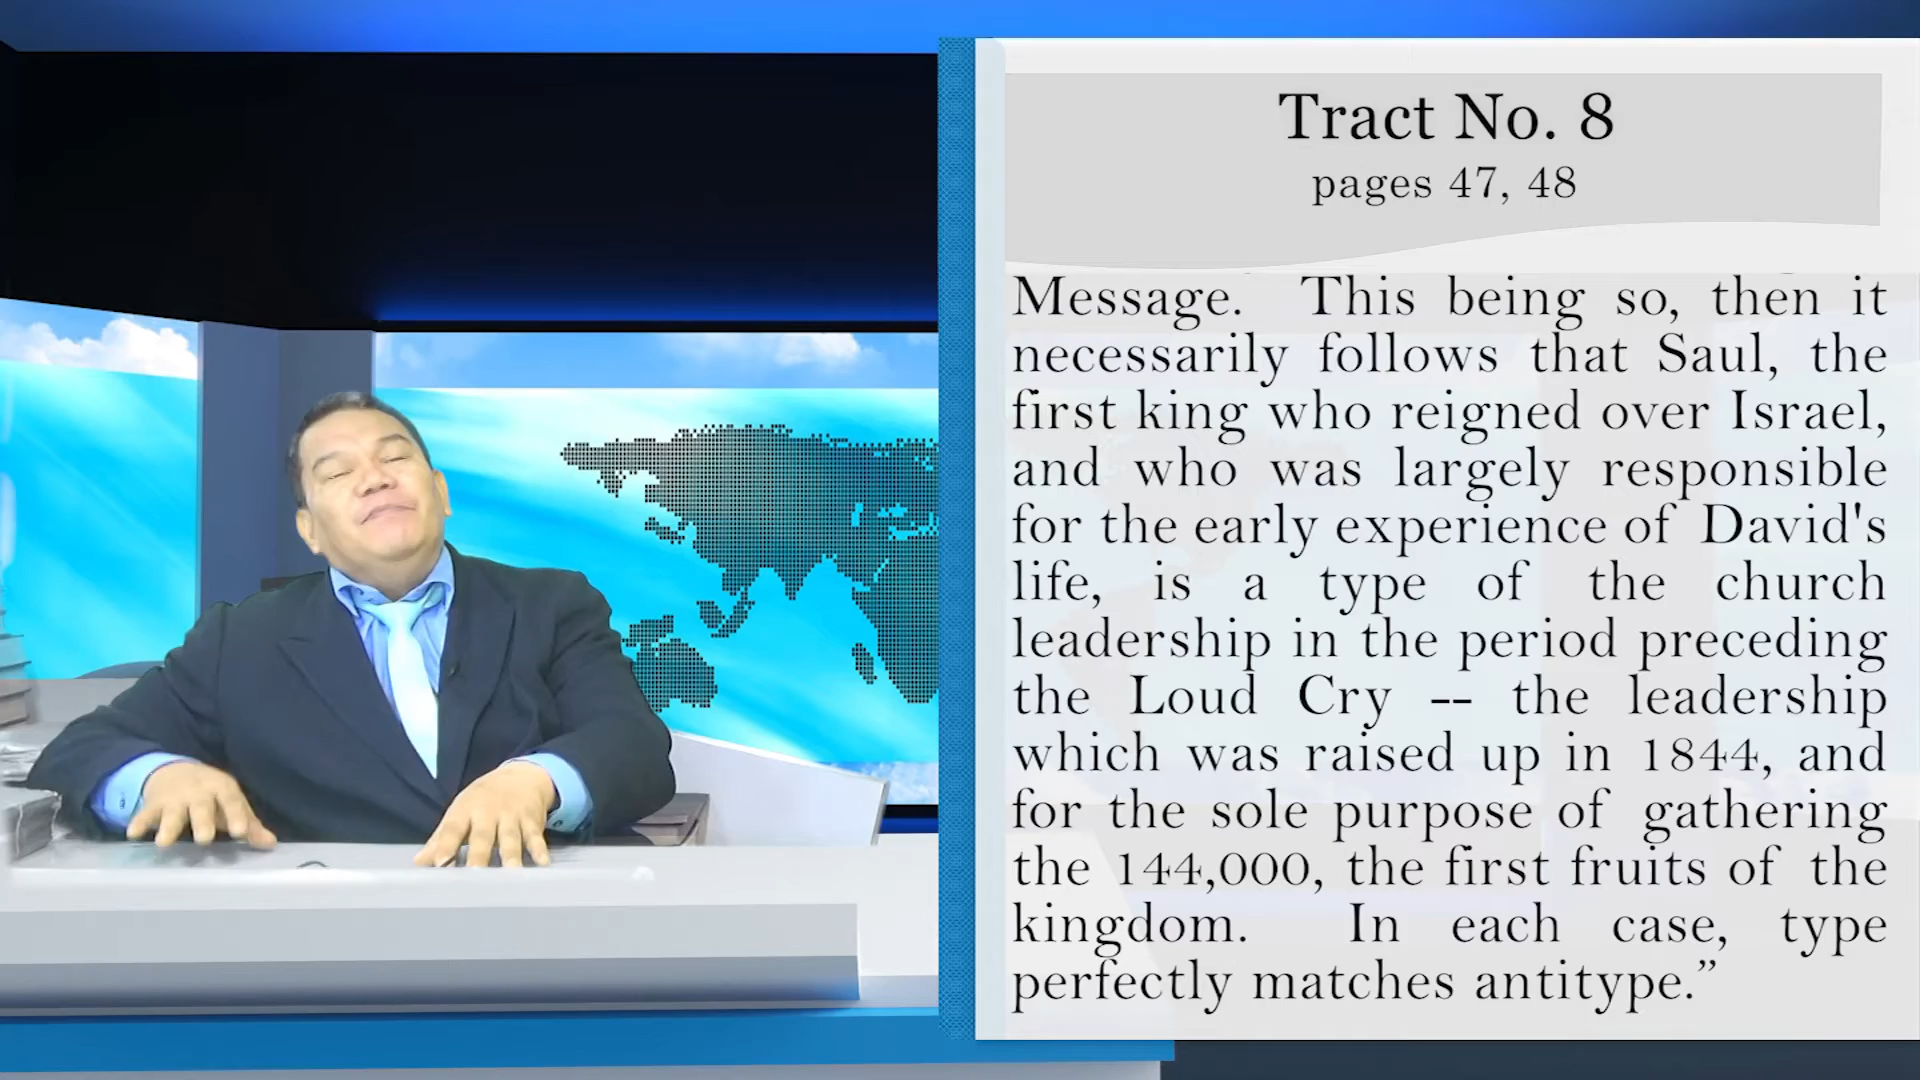 Tract No. 8
pages 47, 48
Message. This being so, then it
necessarily follows that Saul, the
first king who reigned over Israel,
and who was largely responsible
for the early experience of David's
life, is a type of the church
leadership in the period preceding
the Loud Cry -- the leadership
which was raised up in 1844, and
for the sole purpose of gathering
the 144,000, the first fruits of the
kingdom. In each case, type
perfectly matches antitype.”